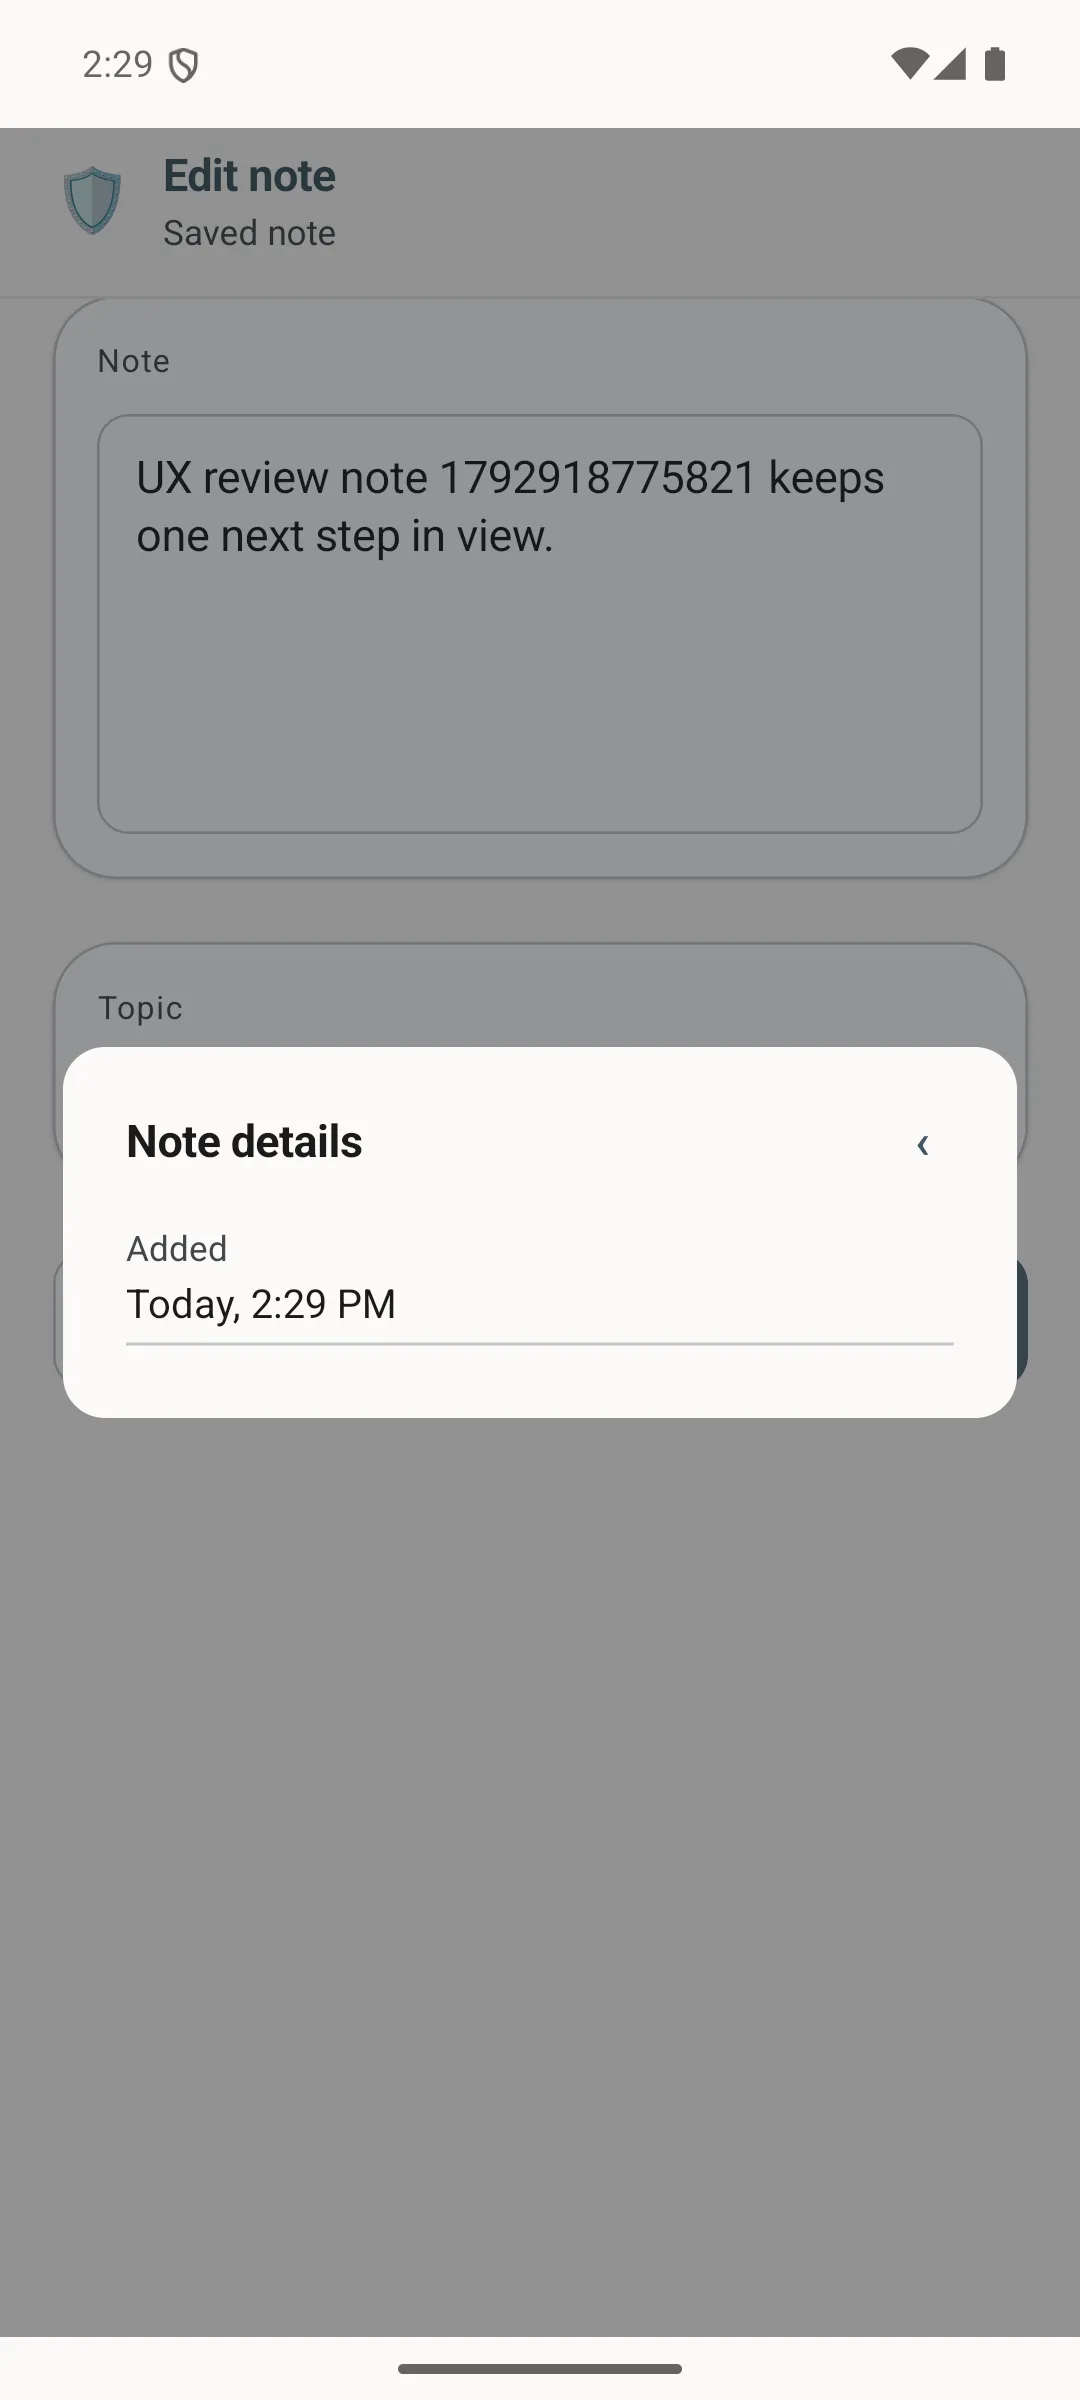 2:29
Edit note
Saved note
Note
UX review note 1792918775821 keeps
one next step in view.
Topic
Note details
‹
Added
Today, 2:29 PM